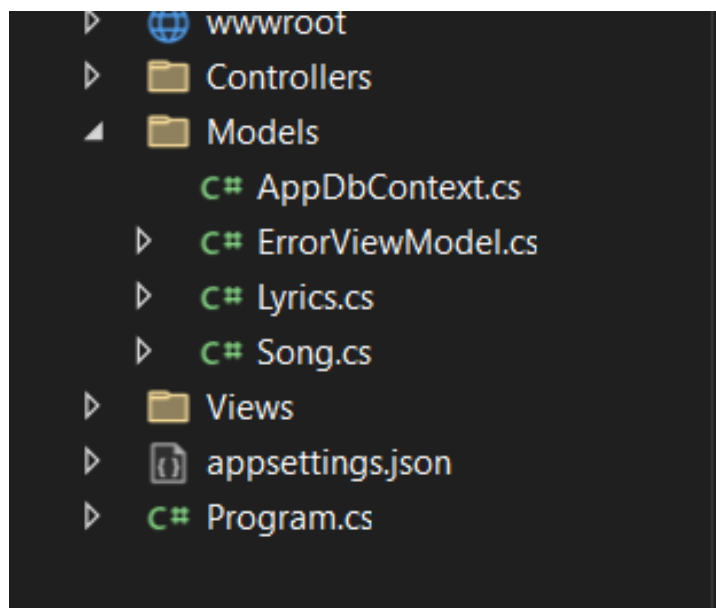 wwwroot
Controllers
Models
C# AppDbContext.cs
C# ErrorViewModel.cs
C# Lyrics.cs
C# Song.cs
Views
appsettings.json
C# Program.cs